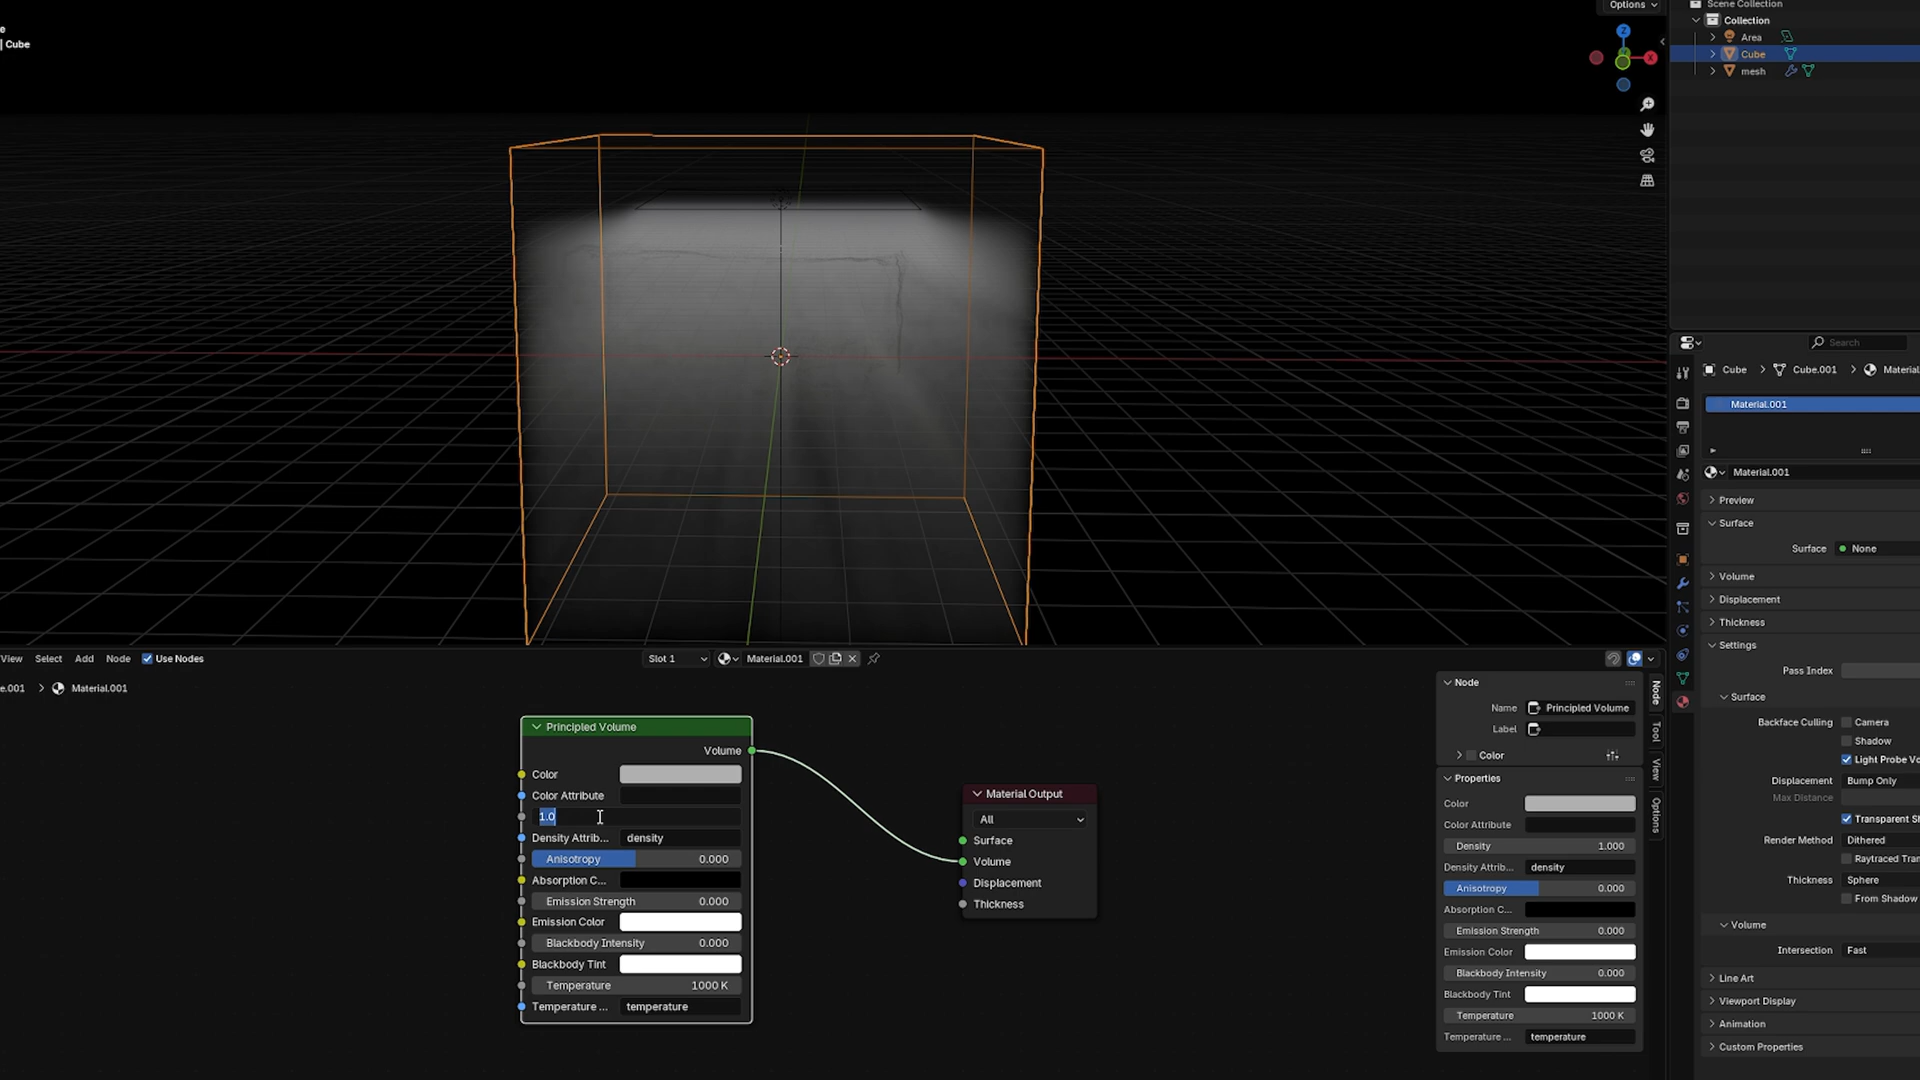 Options
e
| Cube
Scene Collection
Collection
Area
Cube
mesh
X
Search
Cube > Cube.001 > Material
Material.001
Material.001
Preview
Surface
Surface None
Volume
Displacement
Thickness
Settings
Pass Index
Surface
Backface Culling Camera
Shadow
Light Probe Vo
Displacement Bump Only
Max Distance
Transparent Sh
Render Method Dithered
Raytraced Tran
Thickness Sphere
From Shadow
Volume
Intersection Fast
Line Art
Viewport Display
Animation
Custom Properties
View Select Add Node Use Nodes
Slot 1 Material.001
e.001 > Material.001
Principled Volume
Volume
Color
Color Attribute
1.0
Density Attrib... density
Anisotropy 0.000
Absorption C...
Emission Strength 0.000
Emission Color
Blackbody Intensity 0.000
Blackbody Tint
Temperature 1000 K
Temperature ... temperature
Material Output
All
Surface
Volume
Displacement
Thickness
Node
Name Principled Volume
Label
Color
Properties
Color
Color Attribute
Density 1.000
Density Attrib... density
Anisotropy 0.000
Absorption C...
Emission Strength 0.000
Emission Color
Blackbody Intensity 0.000
Blackbody Tint
Temperature 1000 K
Temperature ... temperature
Node
Tool
View
Options